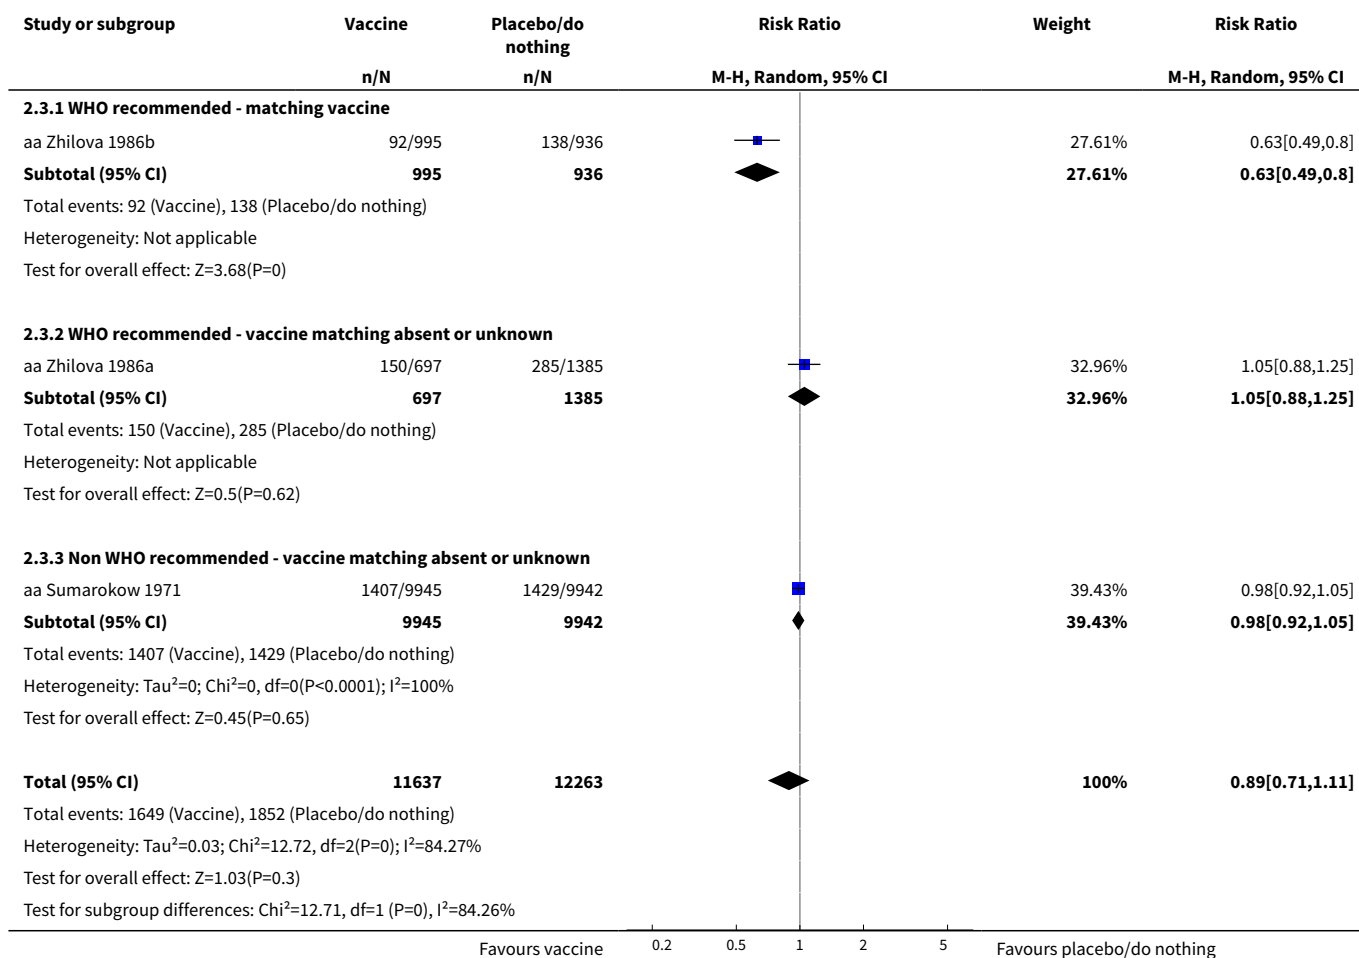 Study or subgroup Vaccine Placebo/do nothing Risk Ratio Weight Risk Ratio
n/N n/N M-H, Random, 95% CI M-H, Random, 95% CI
2.3.1 WHO recommended - matching vaccine
aa Zhilova 1986b 92/995 138/936 27.61% 0.63[0.49,0.8]
Subtotal (95% CI) 995 936 27.61% 0.63[0.49,0.8]
Total events: 92 (Vaccine), 138 (Placebo/do nothing)
Heterogeneity: Not applicable
Test for overall effect: Z=3.68(P=0)
2.3.2 WHO recommended - vaccine matching absent or unknown
aa Zhilova 1986a 150/697 285/1385 32.96% 1.05[0.88,1.25]
Subtotal (95% CI) 697 1385 32.96% 1.05[0.88,1.25]
Total events: 150 (Vaccine), 285 (Placebo/do nothing)
Heterogeneity: Not applicable
Test for overall effect: Z=0.5(P=0.62)
2.3.3 Non WHO recommended - vaccine matching absent or unknown
aa Sumarokow 1971 1407/9945 1429/9942 39.43% 0.98[0.92,1.05]
Subtotal (95% CI) 9945 9942 39.43% 0.98[0.92,1.05]
Total events: 1407 (Vaccine), 1429 (Placebo/do nothing)
Heterogeneity: Tau²=0; Chi²=0, df=0(P<0.0001); I²=100%
Test for overall effect: Z=0.45(P=0.65)
Total (95% CI) 11637 12263 100% 0.89[0.71,1.11]
Total events: 1649 (Vaccine), 1852 (Placebo/do nothing)
Heterogeneity: Tau²=0.03; Chi²=12.72, df=2(P=0); I²=84.27%
Test for overall effect: Z=1.03(P=0.3)
Test for subgroup differences: Chi²=12.71, df=1 (P=0), I²=84.26%
Favours vaccine 0.2 0.5 1 2 5 Favours placebo/do nothing